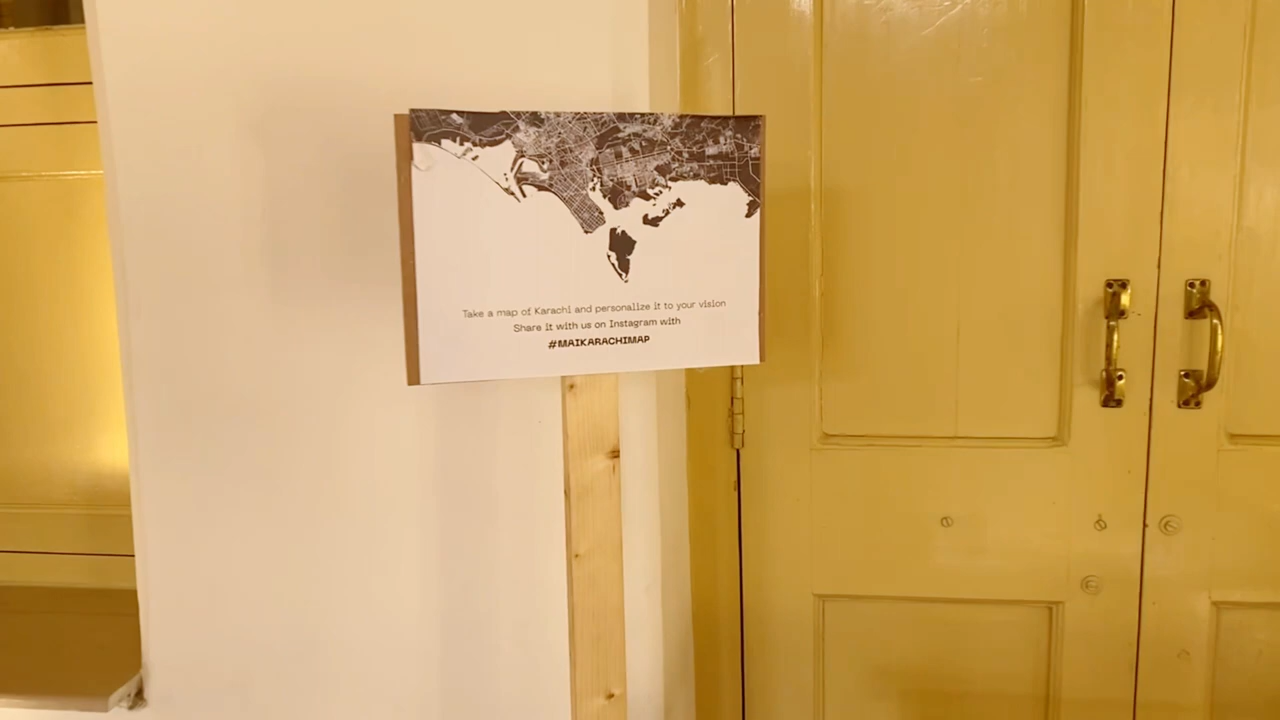 Take a map of Karachi and personalize it to your vision
Share it with us on Instagram with
#MAIKARACHIMAP